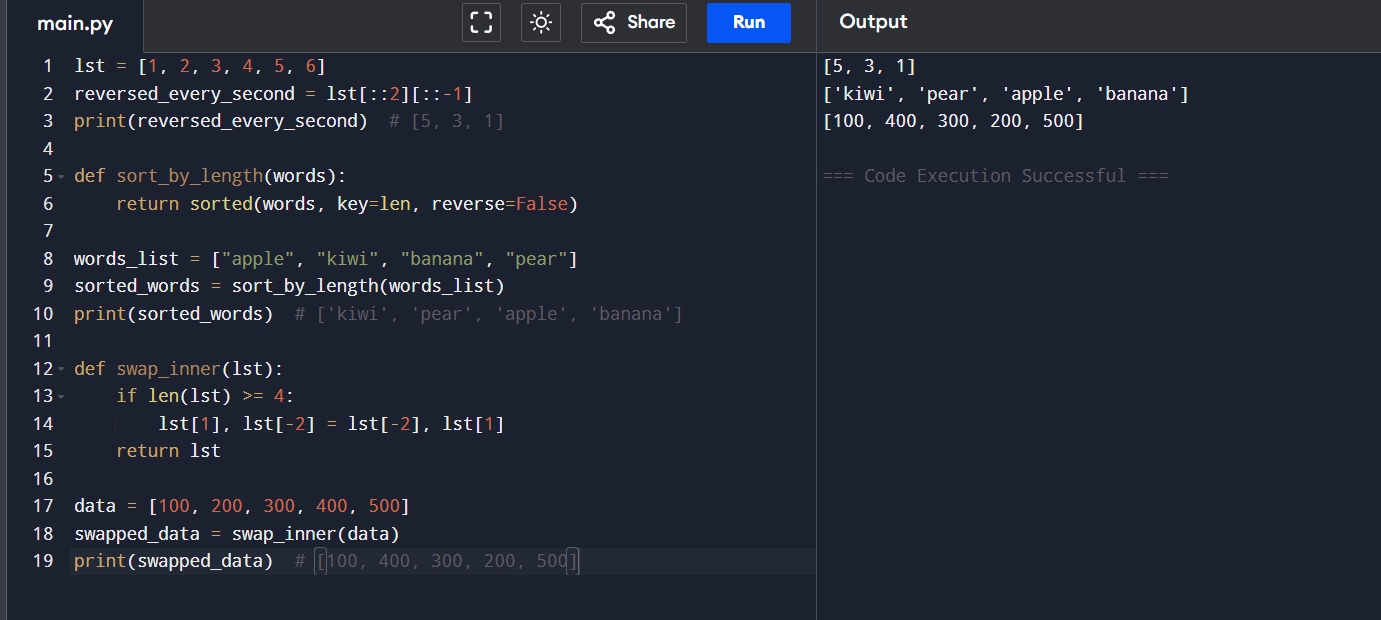 main.py Share Run Output
1 lst = [1, 2, 3, 4, 5, 6]
2 reversed_every_second = lst[::2][::-1]
3 print(reversed_every_second)  # [5, 3, 1]
4
5 def sort_by_length(words):
6     return sorted(words, key=len, reverse=False)
7
8 words_list = ["apple", "kiwi", "banana", "pear"]
9 sorted_words = sort_by_length(words_list)
10 print(sorted_words)  # ['kiwi', 'pear', 'apple', 'banana']
11
12 def swap_inner(lst):
13     if len(lst) >= 4:
14         lst[1], lst[-2] = lst[-2], lst[1]
15     return lst
16
17 data = [100, 200, 300, 400, 500]
18 swapped_data = swap_inner(data)
19 print(swapped_data)  # [100, 400, 300, 200, 500]
[5, 3, 1]
['kiwi', 'pear', 'apple', 'banana']
[100, 400, 300, 200, 500]
=== Code Execution Successful ===